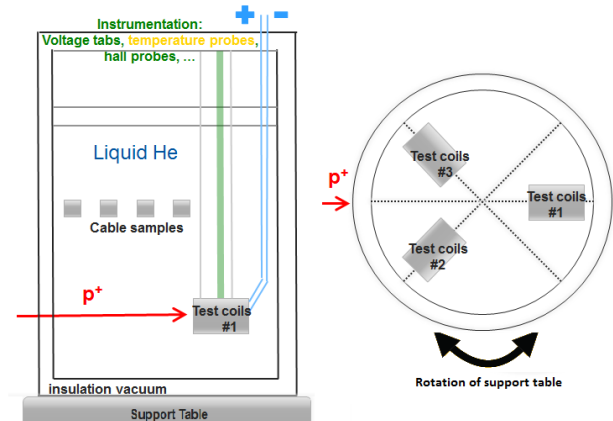 Instrumentation:
+ -
Voltage tabs, temperature probes,
hall probes, ...
Liquid He
Cable samples
p+
Test coils
#1
insulation vacuum
Support Table
p+
Test coils
#3
Test coils
#1
Test coils
#2
Rotation of support table